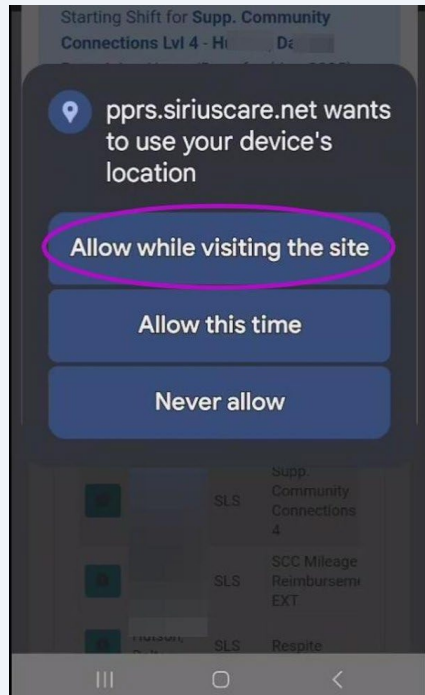 Starting Shift for Supp. Community
Connections Lvl 4 - H
pprs.siriuscare.net wants
to use your device's
location
Allow while visiting the site
Allow this time
Never allow
SLS
Supp.
Community
Connections
4
SLS
SCC Mileage
Reimburseme
EXT
SLS
Respite